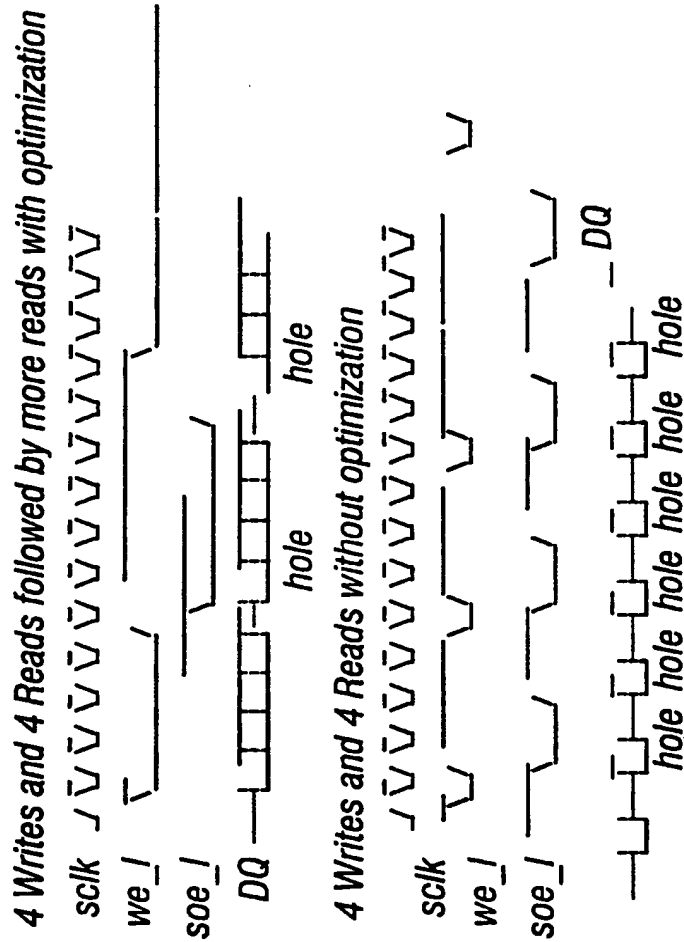 4 Writes and 4 Reads followed by more reads with optimization
sclk
we_l
soe_l
DQ
hole hole
4 Writes and 4 Reads without optimization
sclk
we_l
soe_l
DQ
hole hole hole hole hole hole